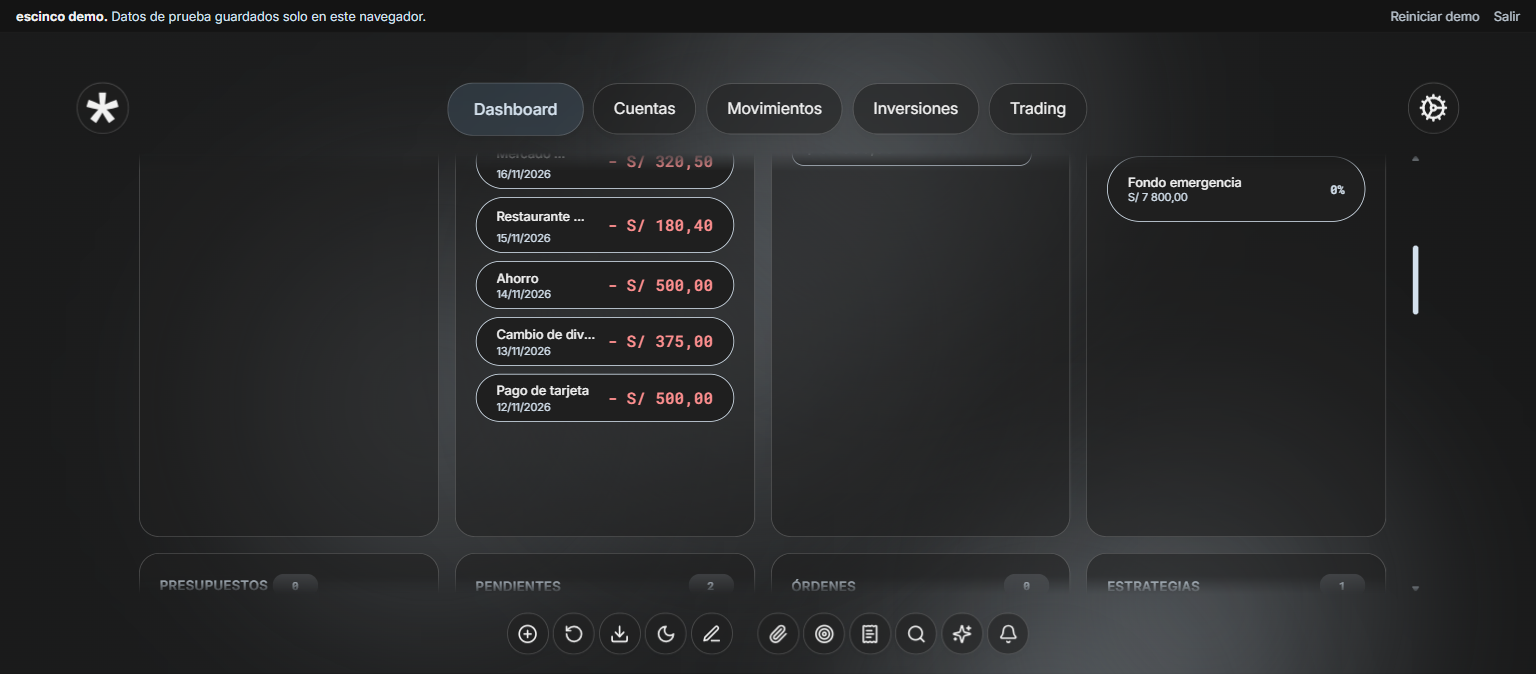 escinco demo. Datos de prueba guardados solo en este navegador.
Reiniciar demo
Salir
Dashboard
Cuentas
Movimientos
Inversiones
Trading
Mercado ...
16/11/2026
- S/ 320,50
Restaurante ...
15/11/2026
- S/ 180,40
Ahorro
14/11/2026
- S/ 500,00
Cambio de div...
13/11/2026
- S/ 375,00
Pago de tarjeta
12/11/2026
- S/ 500,00
Fondo emergencia
S/ 7 800,00
0%
PRESUPUESTOS
0
PENDIENTES
2
ÓRDENES
0
ESTRATEGIAS
1